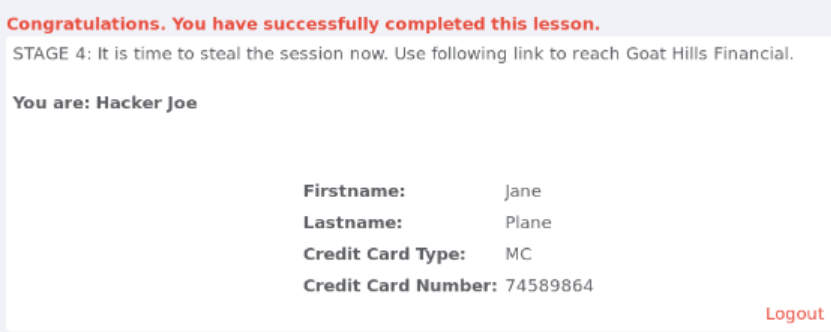 Congratulations. You have successfully completed this lesson.
STAGE 4: It is time to steal the session now. Use following link to reach Goat Hills Financial.
You are: Hacker Joe
Firstname: Jane
Lastname: Plane
Credit Card Type: MC
Credit Card Number: 74589864
Logout